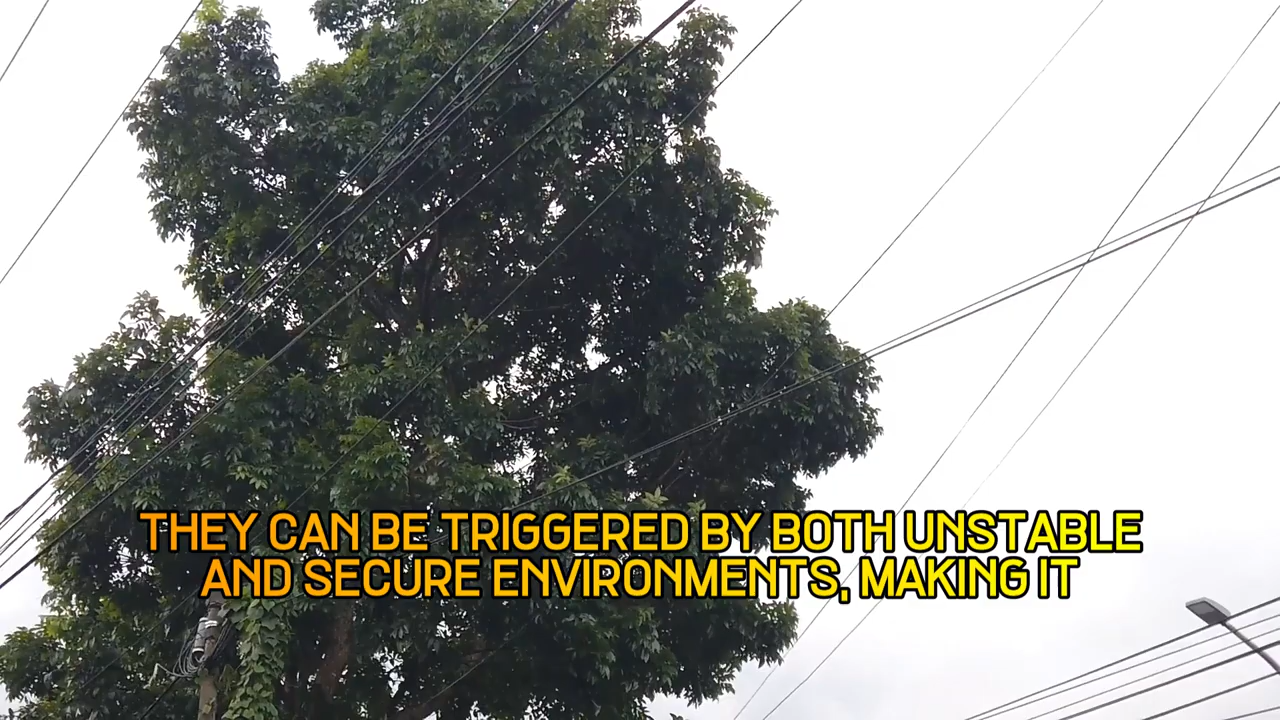 THEY CAN BE TRIGGERED BY BOTH UNSTABLE
AND SECURE ENVIRONMENTS, MAKING IT